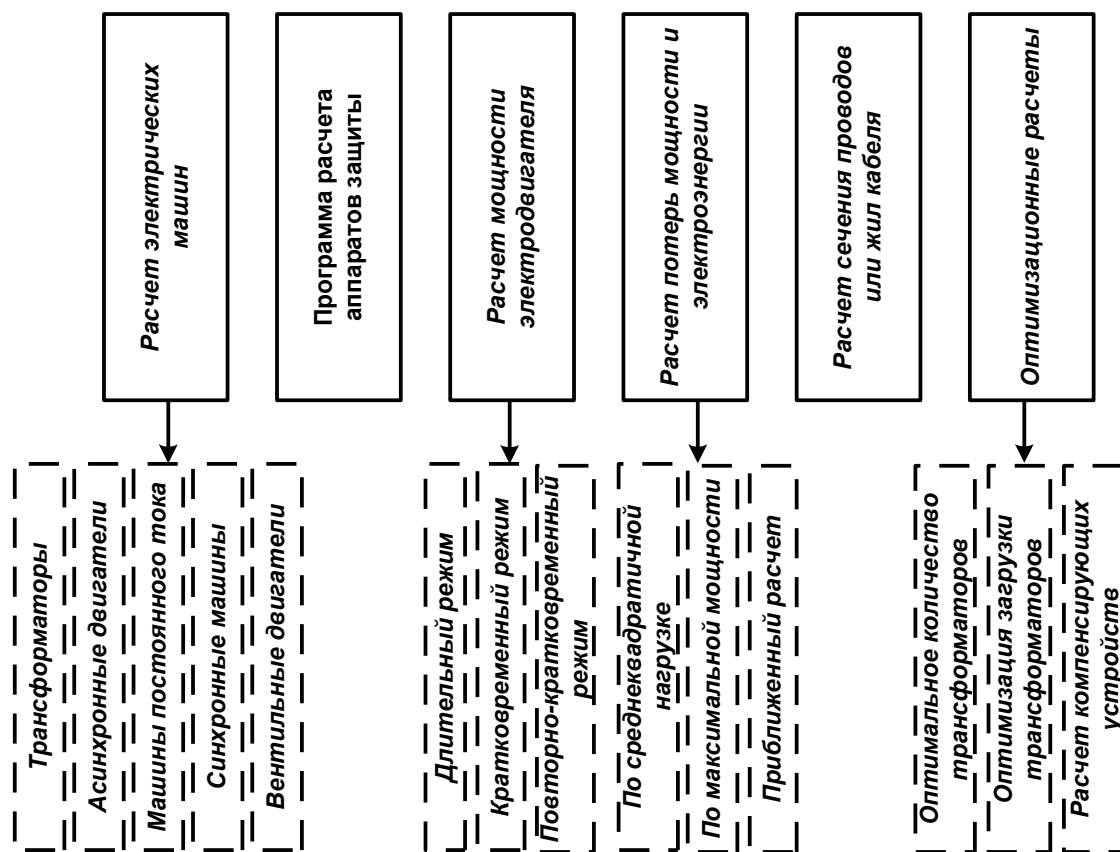 Расчет электрических
машин
Программа расчета
аппаратов защиты
Расчет мощности
электродвигателя
Расчет потерь мощности и
электроэнергии
Расчет сечения проводов
или жил кабеля
Оптимизационные расчеты
Трансформаторы
Асинхронные двигатели
Машины постоянного тока
Синхронные машины
Вентильные двигатели
Длительный режим
Кратковременный режим
Повторно-кратковременный
режим
По среднеквадратичной
нагрузке
По максимальной мощности
Приближенный расчет
Оптимальное количество
трансформаторов
Оптимизация загрузки
трансформаторов
Расчет компенсирующих
устройств